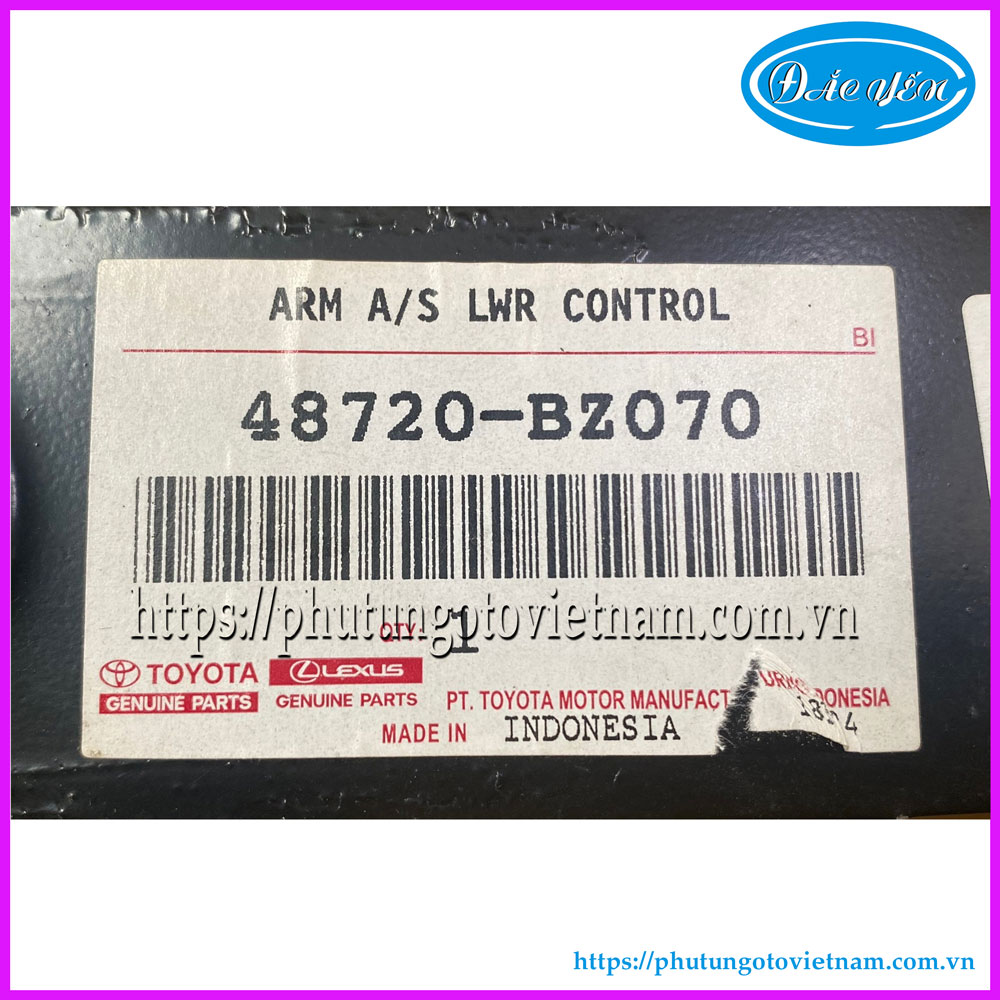 ĐẮC YẾN
ARM A/S LWR CONTROL
BI
48720-BZ070
https://phutungotovietnam.com.vn
QTY: 1
TOYOTA LEXUS
GENUINE PARTS GENUINE PARTS PT. TOYOTA MOTOR MANUFACT
MADE IN INDONESIA
https://phutungotovietnam.com.vn